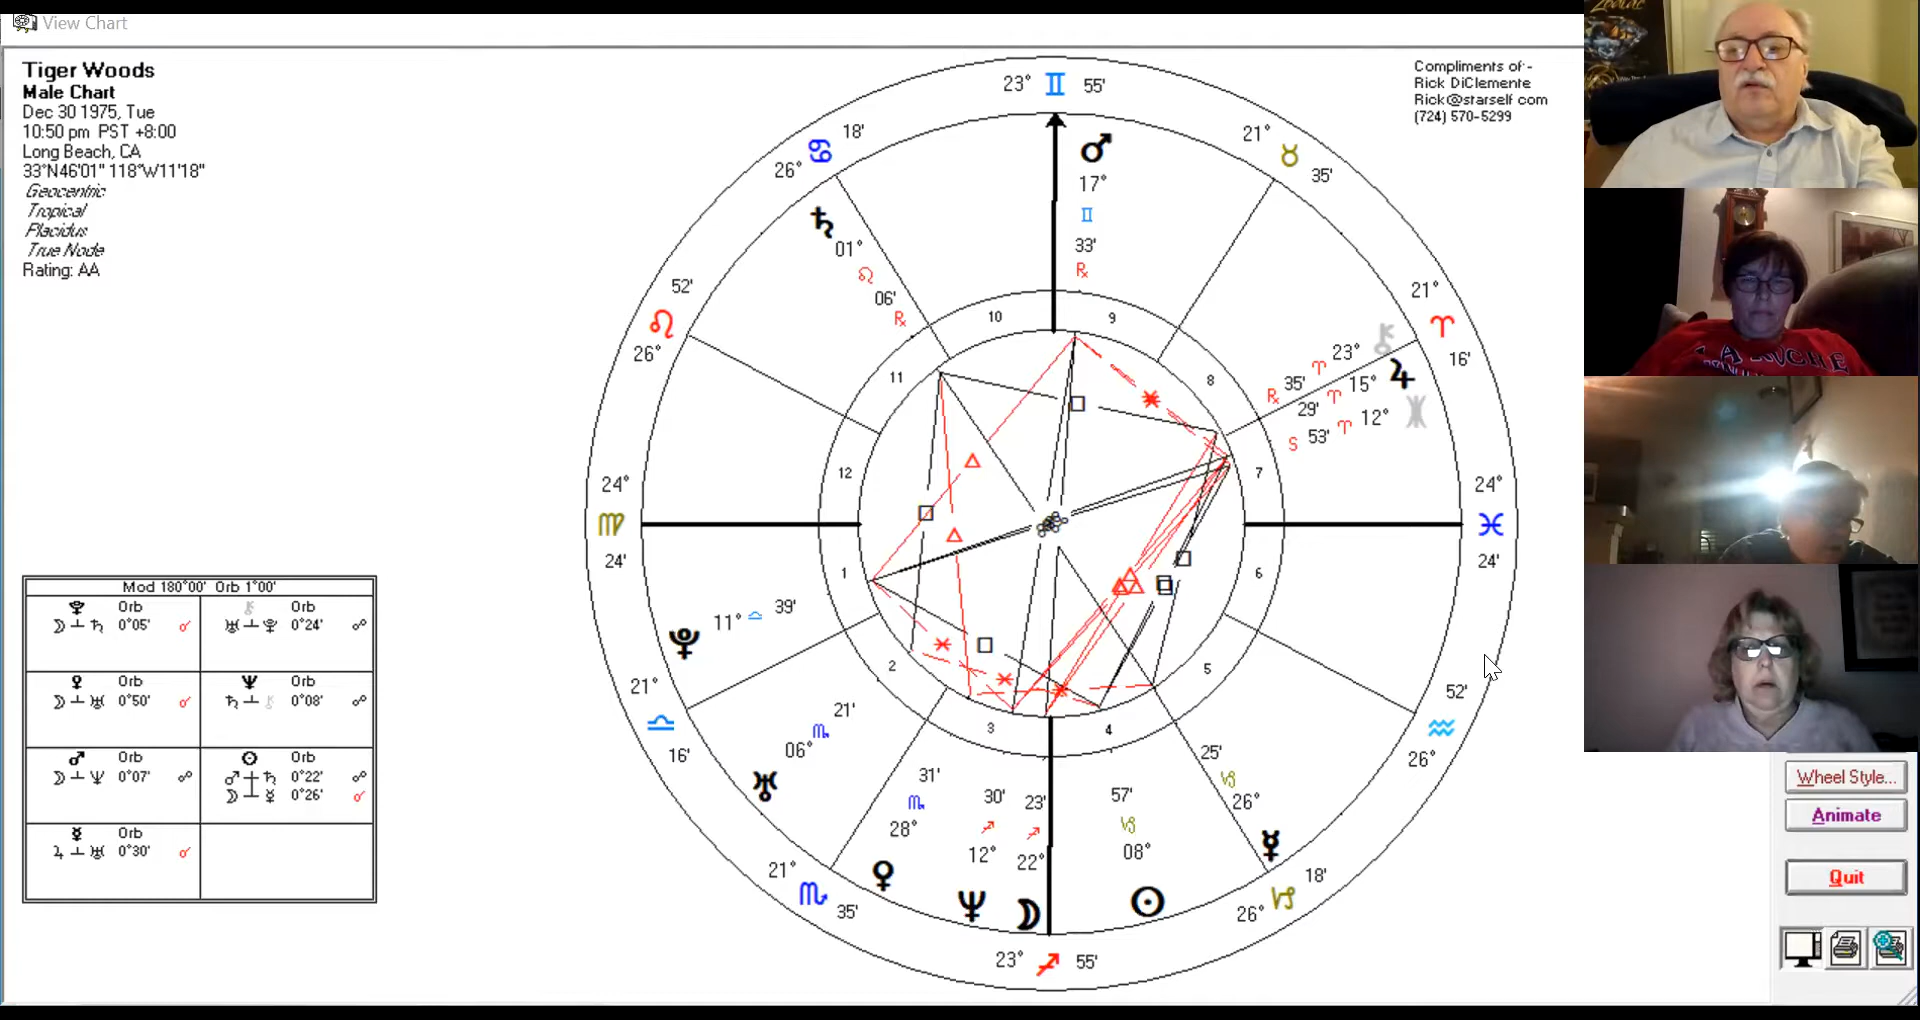 View Chart
Tiger Woods
Male Chart
Dec 30 1975, Tue
10:50 pm PST +8:00
Long Beach, CA
33°N46'01" 118°W11'18"
Geocentric
Tropical
Placidus
True Node
Rating: AA
Compliments of:-
Rick DiClemente
Rick@starself.com
(724) 570-5299
Zodiac
23° ♊ 55'
21° ♉ 35'
21° ♈ 16'
24° ♓ 24'
52' ♒ 26°
18' ♑ 26°
23° ♐ 55'
21° ♏ 35'
21° ♎ 16'
24° ♍ 24'
52' ♌ 26°
18' ♋ 26°
♂ 17° ♊ 33' ℞
♄ 01° ♌ 06' ℞
⚷ 23° ♈ 35' ℞
♃ 15° ♈ 29'
12° ♈ 53' S
♇ 11° ♎ 39'
♅ 06° ♏ 21'
♀ 28° ♏ 31'
♆ 12° ♐ 30'
☽ 22° ♐ 23'
☉ 08° ♑ 57'
☿ 26° ♑ 25'
1
2
3
4
5
6
7
8
9
10
11
12
Mod 180°00' Orb 1°00'
Orb
0°05'
Orb
0°24'
♀ Orb
0°50'
♆ Orb
0°08'
♂ Orb
0°07'
☉ Orb
0°22'
0°26'
☿ Orb
0°30'
Wheel Style...
Animate
Quit